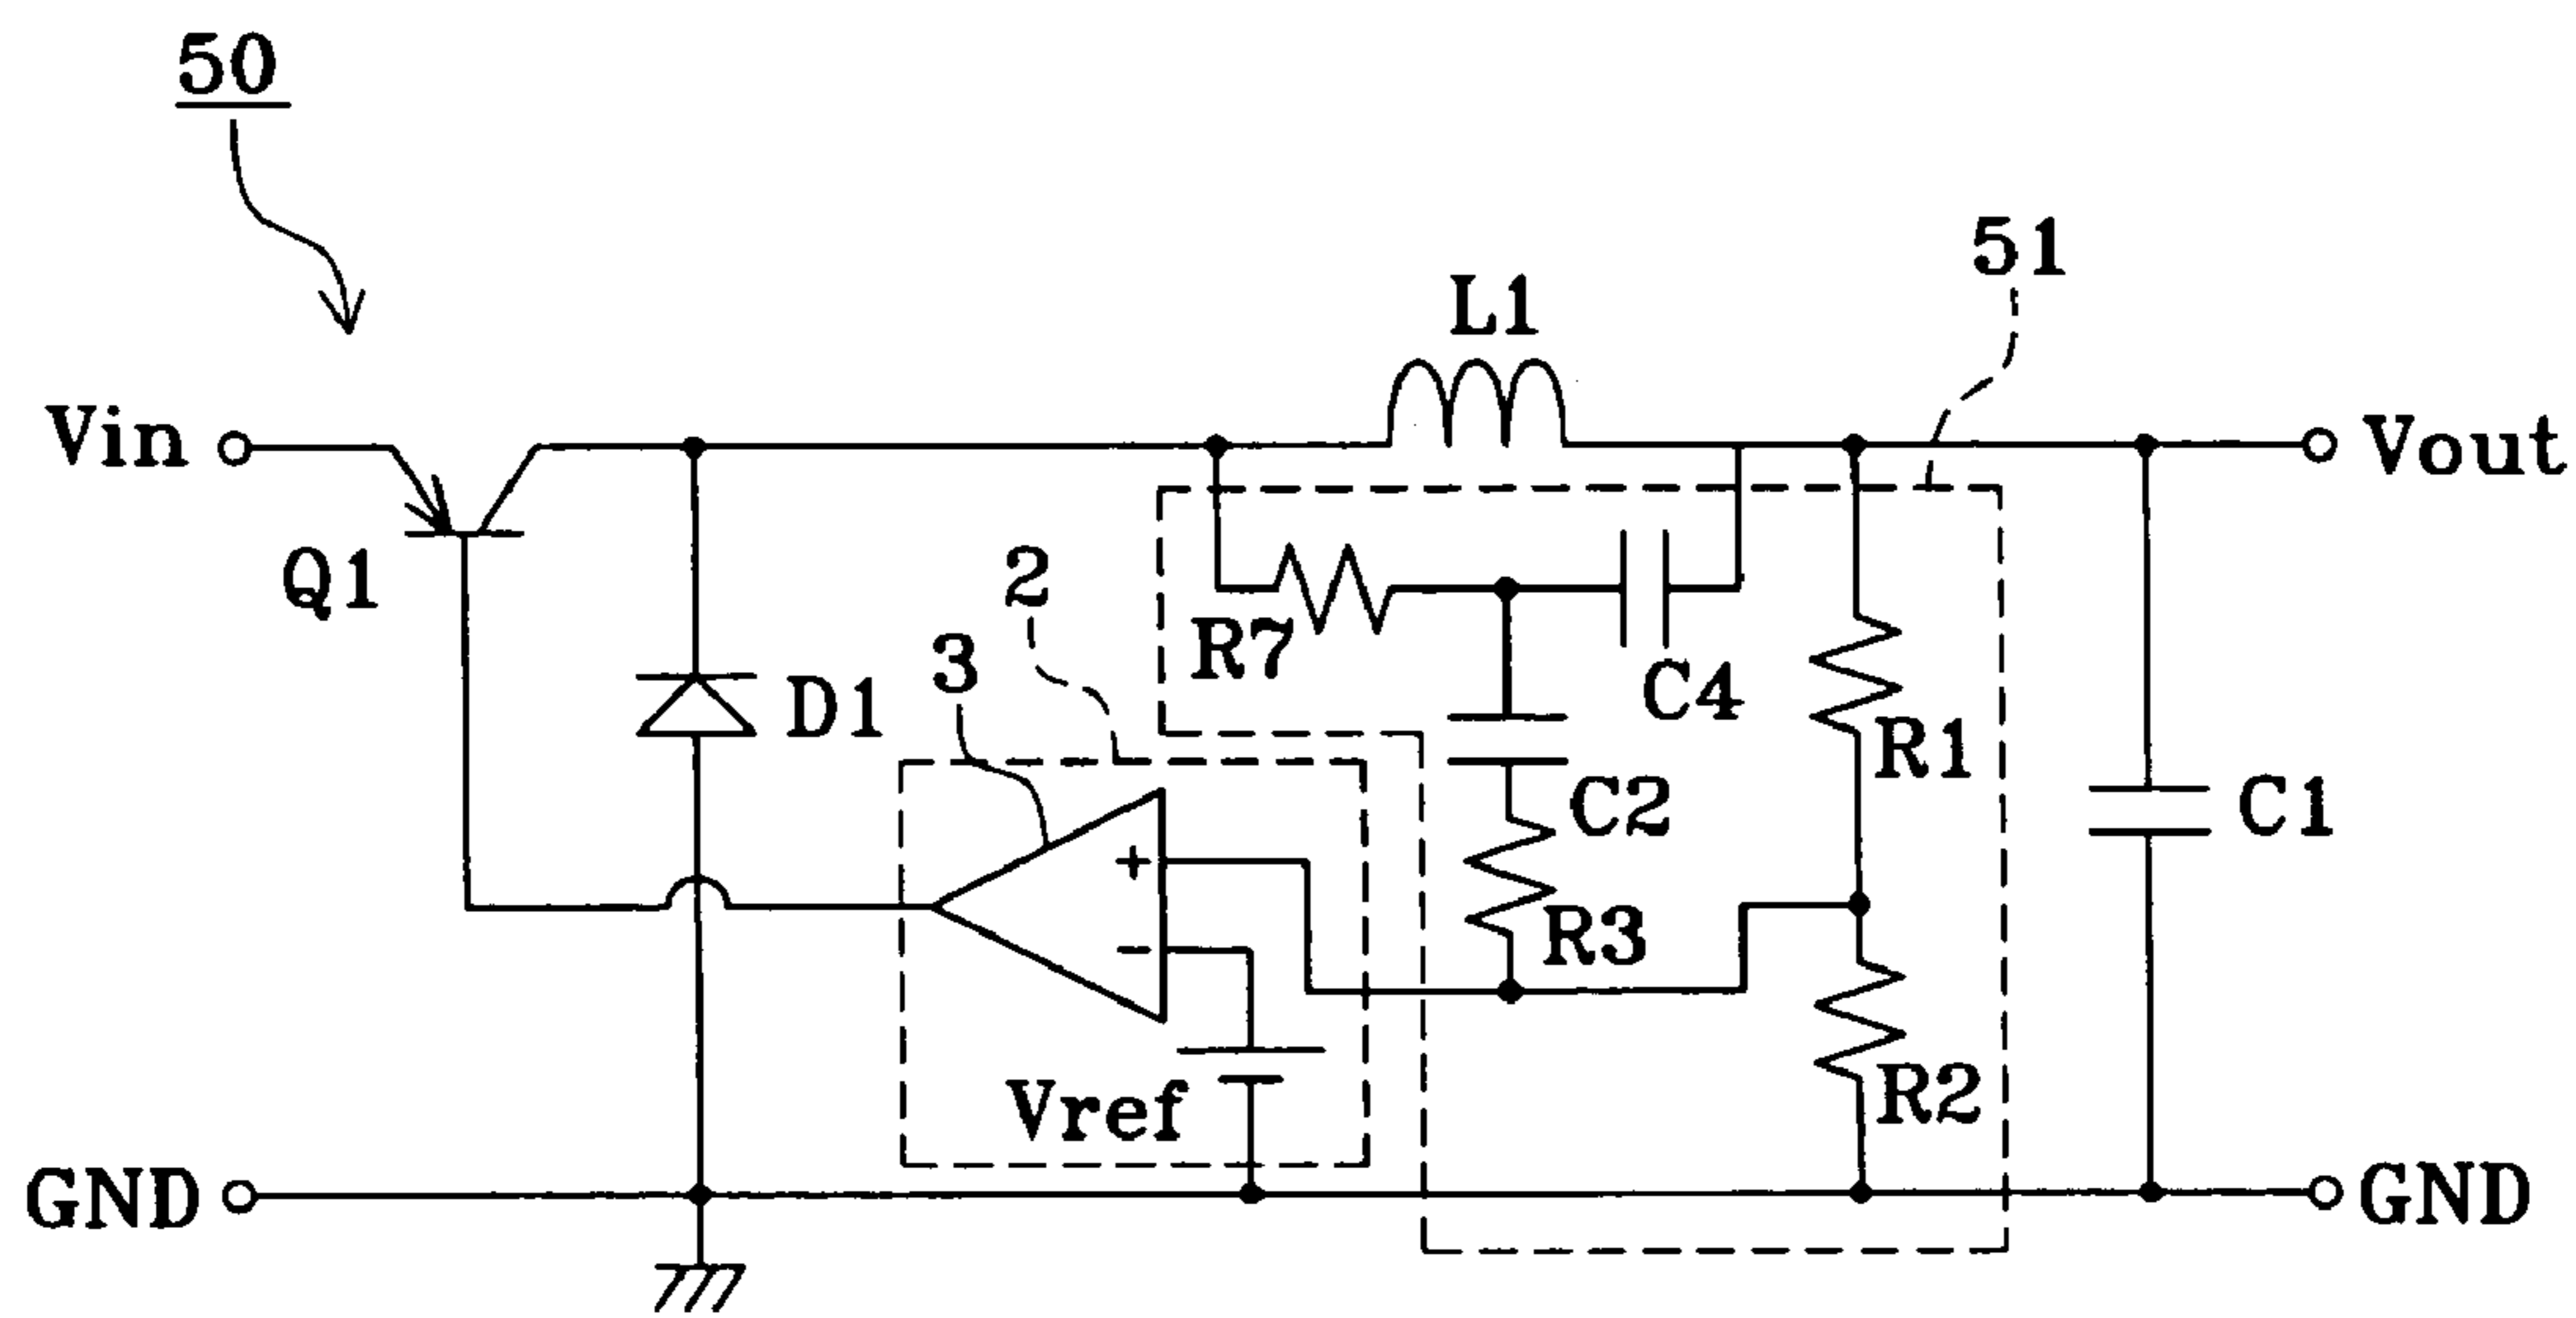 50
51
L1
Vin
Vout
Q1
2
R7
3
C4
D1
R1
C2
C1
+
R3
−
R2
Vref
GND
GND